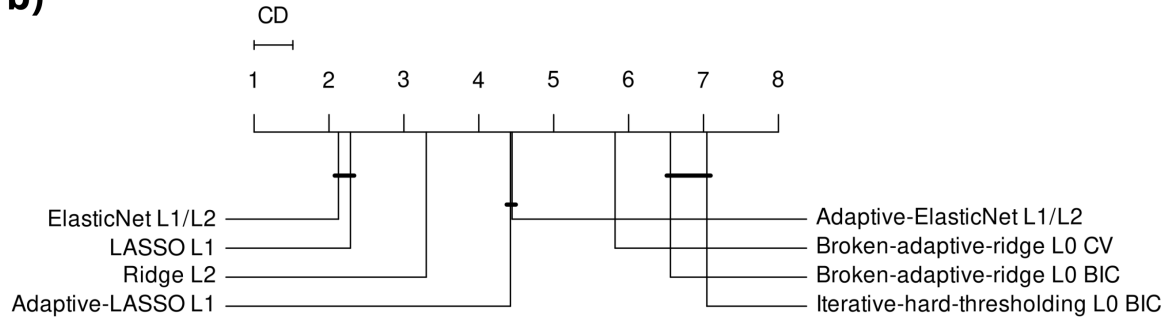 b)
CD
1 2 3 4 5 6 7 8
ElasticNet L1/L2
LASSO L1
Ridge L2
Adaptive-LASSO L1
Adaptive-ElasticNet L1/L2
Broken-adaptive-ridge L0 CV
Broken-adaptive-ridge L0 BIC
Iterative-hard-thresholding L0 BIC